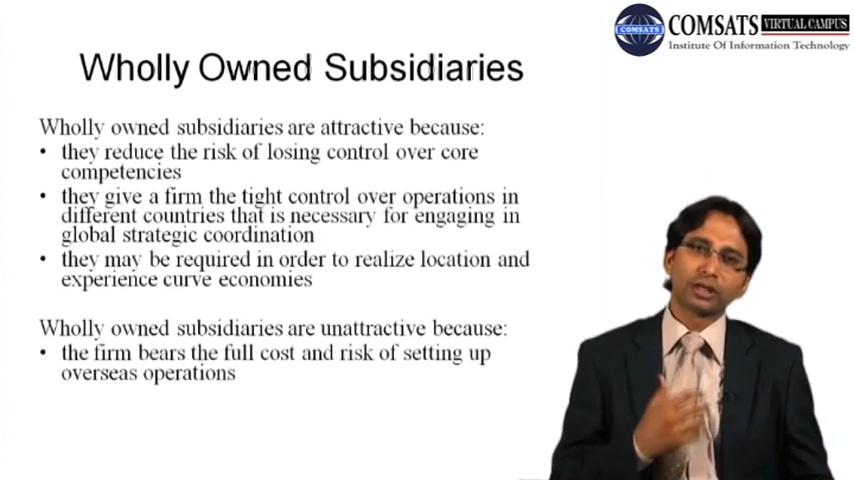 COMSATS VIRTUAL CAMPUS
COMSATS
Institute Of Information Technology
Wholly Owned Subsidiaries
Wholly owned subsidiaries are attractive because:
• they reduce the risk of losing control over core
competencies
• they give a firm the tight control over operations in
different countries that is necessary for engaging in
global strategic coordination
• they may be required in order to realize location and
experience curve economies
Wholly owned subsidiaries are unattractive because:
• the firm bears the full cost and risk of setting up
overseas operations